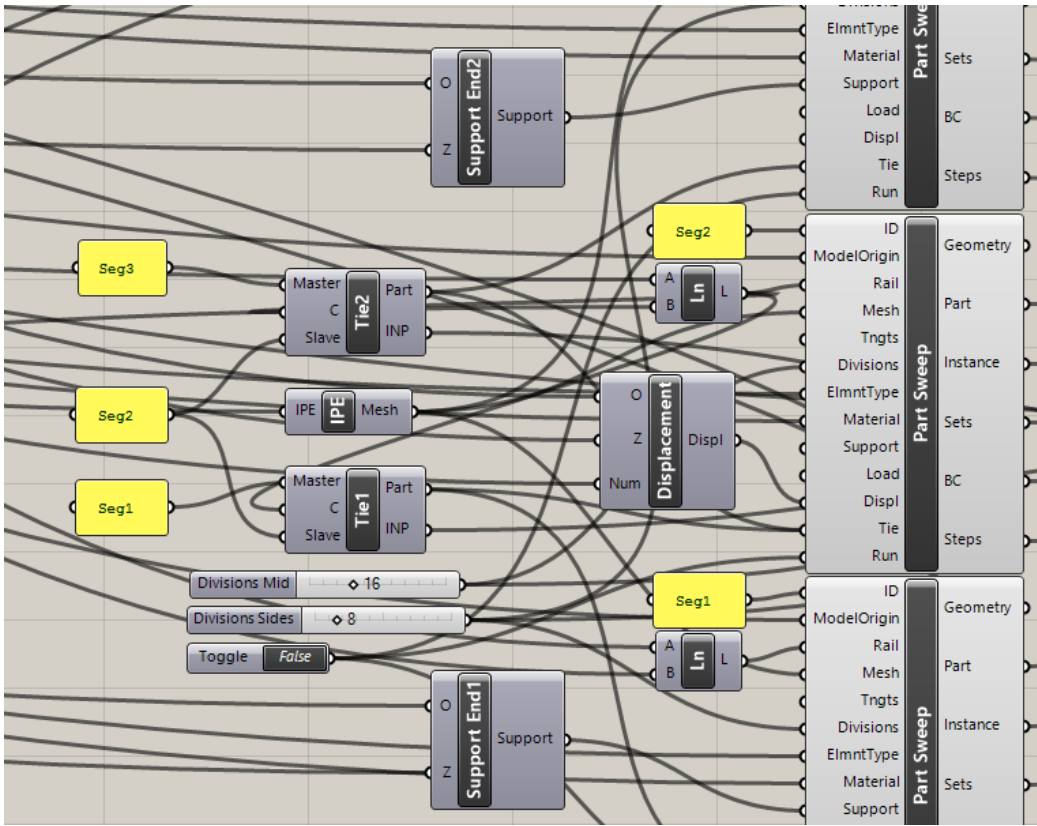 ElmntType
Material
Support
Load
Displ
Tie
Run
Part Swe
Sets
BC
Steps
O
Z
Support End2
Support
Seg3
Master
C
Slave
Tie2
Part
INP
Seg2
A
B
Ln
L
ID
ModelOrigin
Rail
Mesh
Tngts
Divisions
ElmntType
Material
Support
Load
Displ
Tie
Run
Part Sweep
Geometry
Part
Instance
Sets
BC
Steps
Seg2
IPE
IPE
Mesh
O
Z
Num
Displacement
Displ
Seg1
Master
C
Slave
Tie1
Part
INP
Divisions Mid
16
Divisions Sides
8
Toggle
False
Seg1
A
B
Ln
L
ID
ModelOrigin
Rail
Mesh
Tngts
Divisions
ElmntType
Material
Support
Part Sweep
Geometry
Part
Instance
Sets
O
Z
Support End1
Support